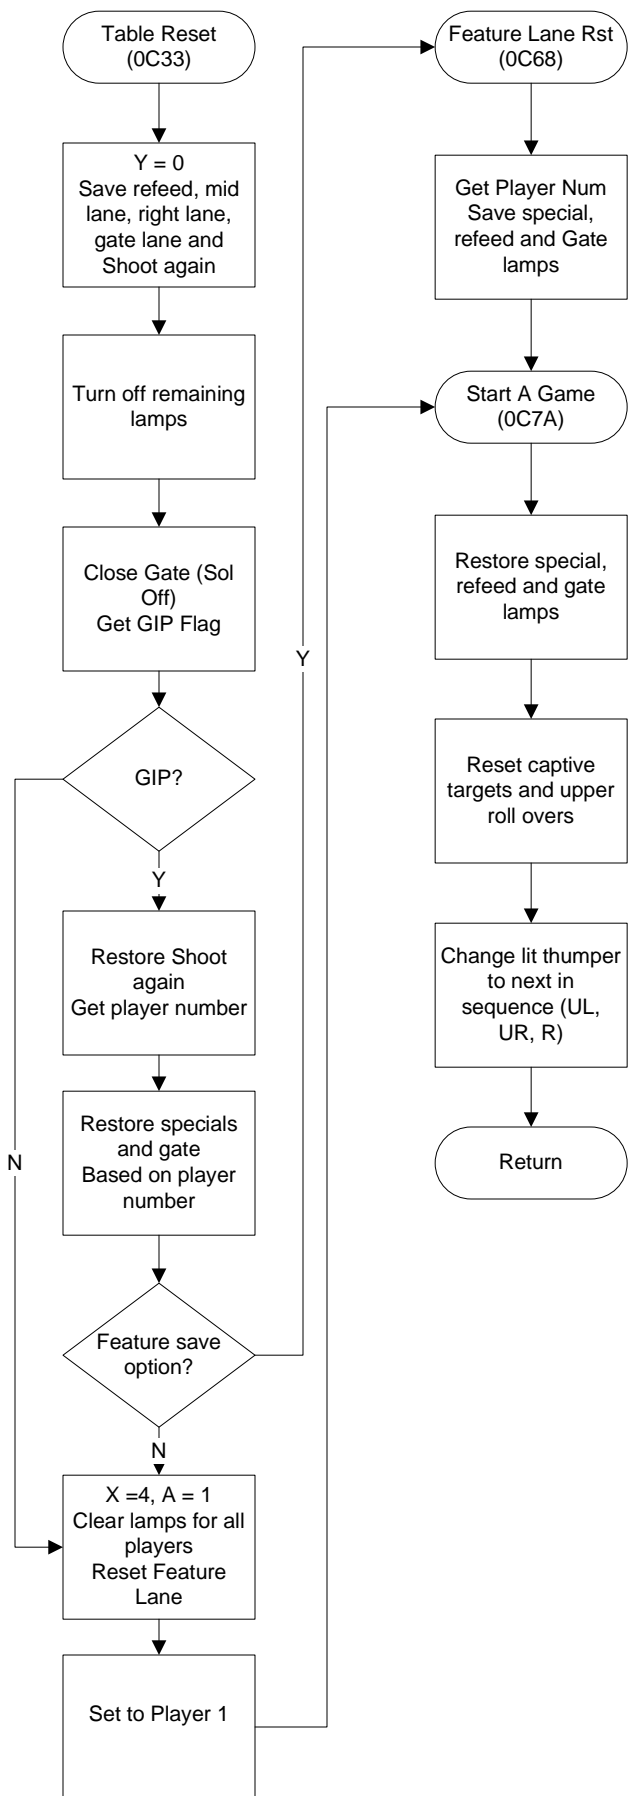 Table Reset
(0C33)
Y = 0
Save refeed, mid
lane, right lane,
gate lane and
Shoot again
Turn off remaining
lamps
Close Gate (Sol
Off)
Get GIP Flag
GIP?
Y
N
Restore Shoot
again
Get player number
Restore specials
and gate
Based on player
number
Feature save
option?
Y
N
X =4, A = 1
Clear lamps for all
players
Reset Feature
Lane
Set to Player 1
Feature Lane Rst
(0C68)
Get Player Num
Save special,
refeed and Gate
lamps
Start A Game
(0C7A)
Restore special,
refeed and gate
lamps
Reset captive
targets and upper
roll overs
Change lit thumper
to next in
sequence (UL,
UR, R)
Return